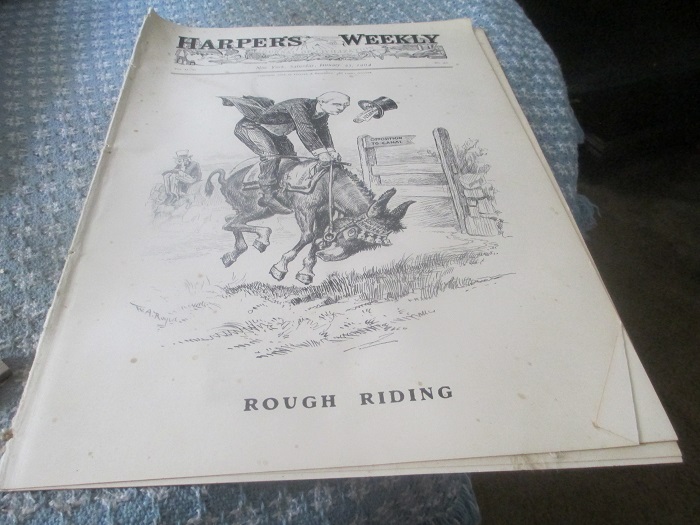 HARPER'S WEEKLY
OPPOSITION
TO CANAL
ROUGH RIDING